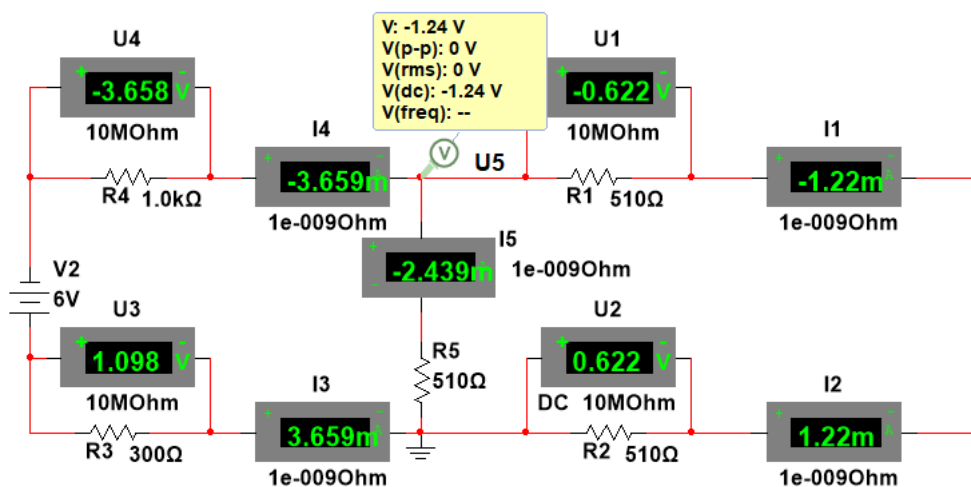 V: -1.24 V
V(p-p): 0 V
V(rms): 0 V
V(dc): -1.24 V
V(freq): --
U4
+ -
-3.658 V
10MOhm
R4 1.0kΩ
I4
+ -
-3.659m A
1e-009Ohm
V
U5
U1
-
-0.622 V
10MOhm
R1 510Ω
I1
+ -
-1.22m A
1e-009Ohm
I5
+
-2.439m
-
1e-009Ohm
V2
6V
U3
+ -
1.098 V
10MOhm
R3 300Ω
I3
+ -
3.659m A
1e-009Ohm
R5
510Ω
U2
+ -
0.622 V
DC 10MOhm
R2 510Ω
I2
+ -
1.22m A
1e-009Ohm